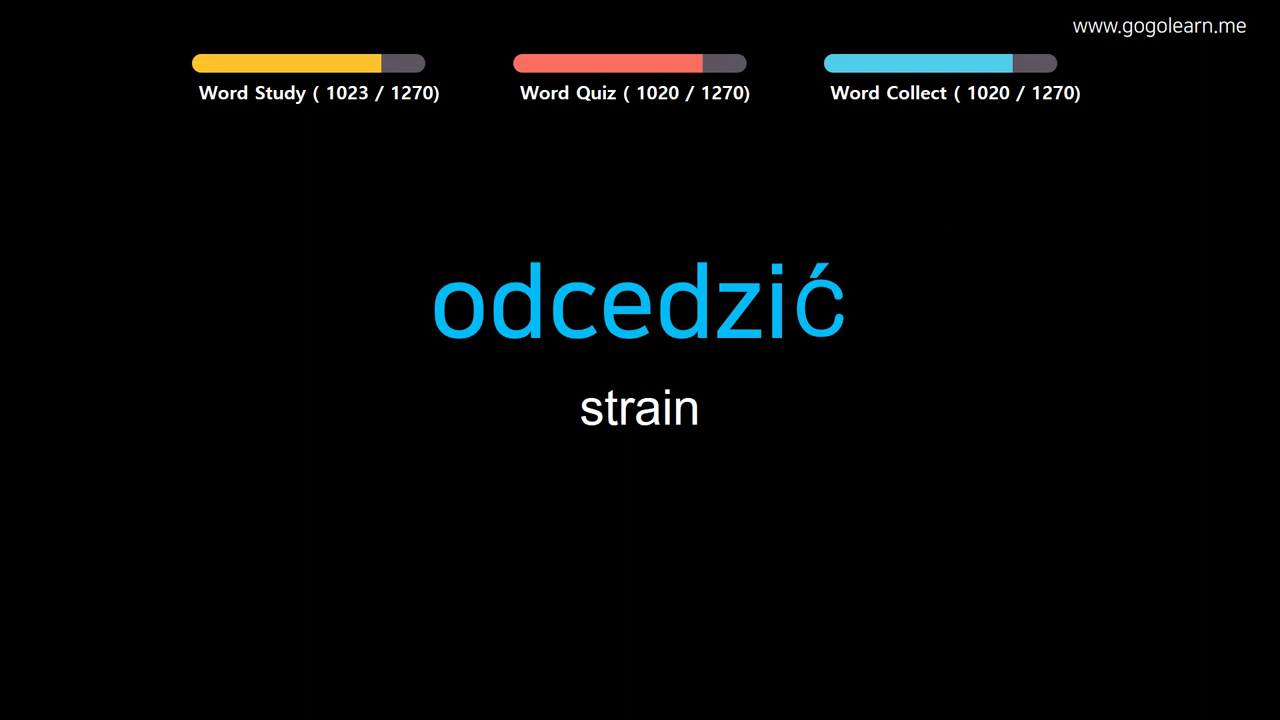 www.gogolearn.me
Word Study ( 1023 / 1270)
Word Quiz ( 1020 / 1270)
Word Collect ( 1020 / 1270)
odcedzić
strain